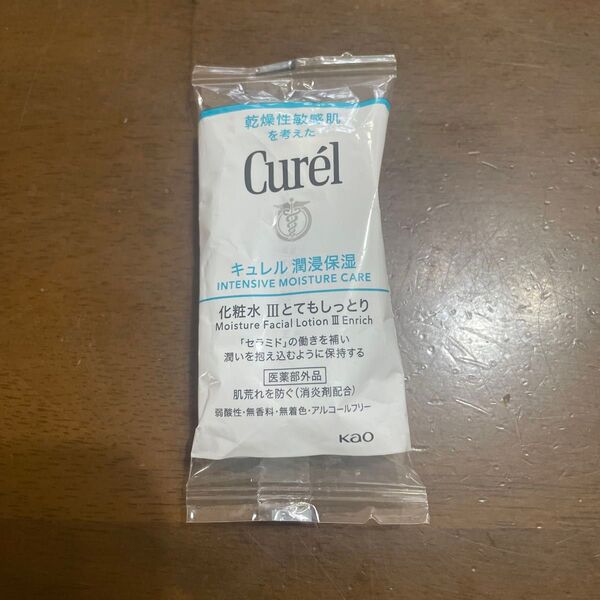 乾燥性敏感肌
を考えた
Curél
キュレル 潤浸保湿
INTENSIVE MOISTURE CARE
化粧水 III とてもしっとり
Moisture Facial Lotion III Enrich
「セラミド」の働きを補い
潤いを抱え込むように保持する
医薬部外品
肌荒れを防ぐ(消炎剤配合)
弱酸性・無香料・無着色・アルコールフリー
Kao